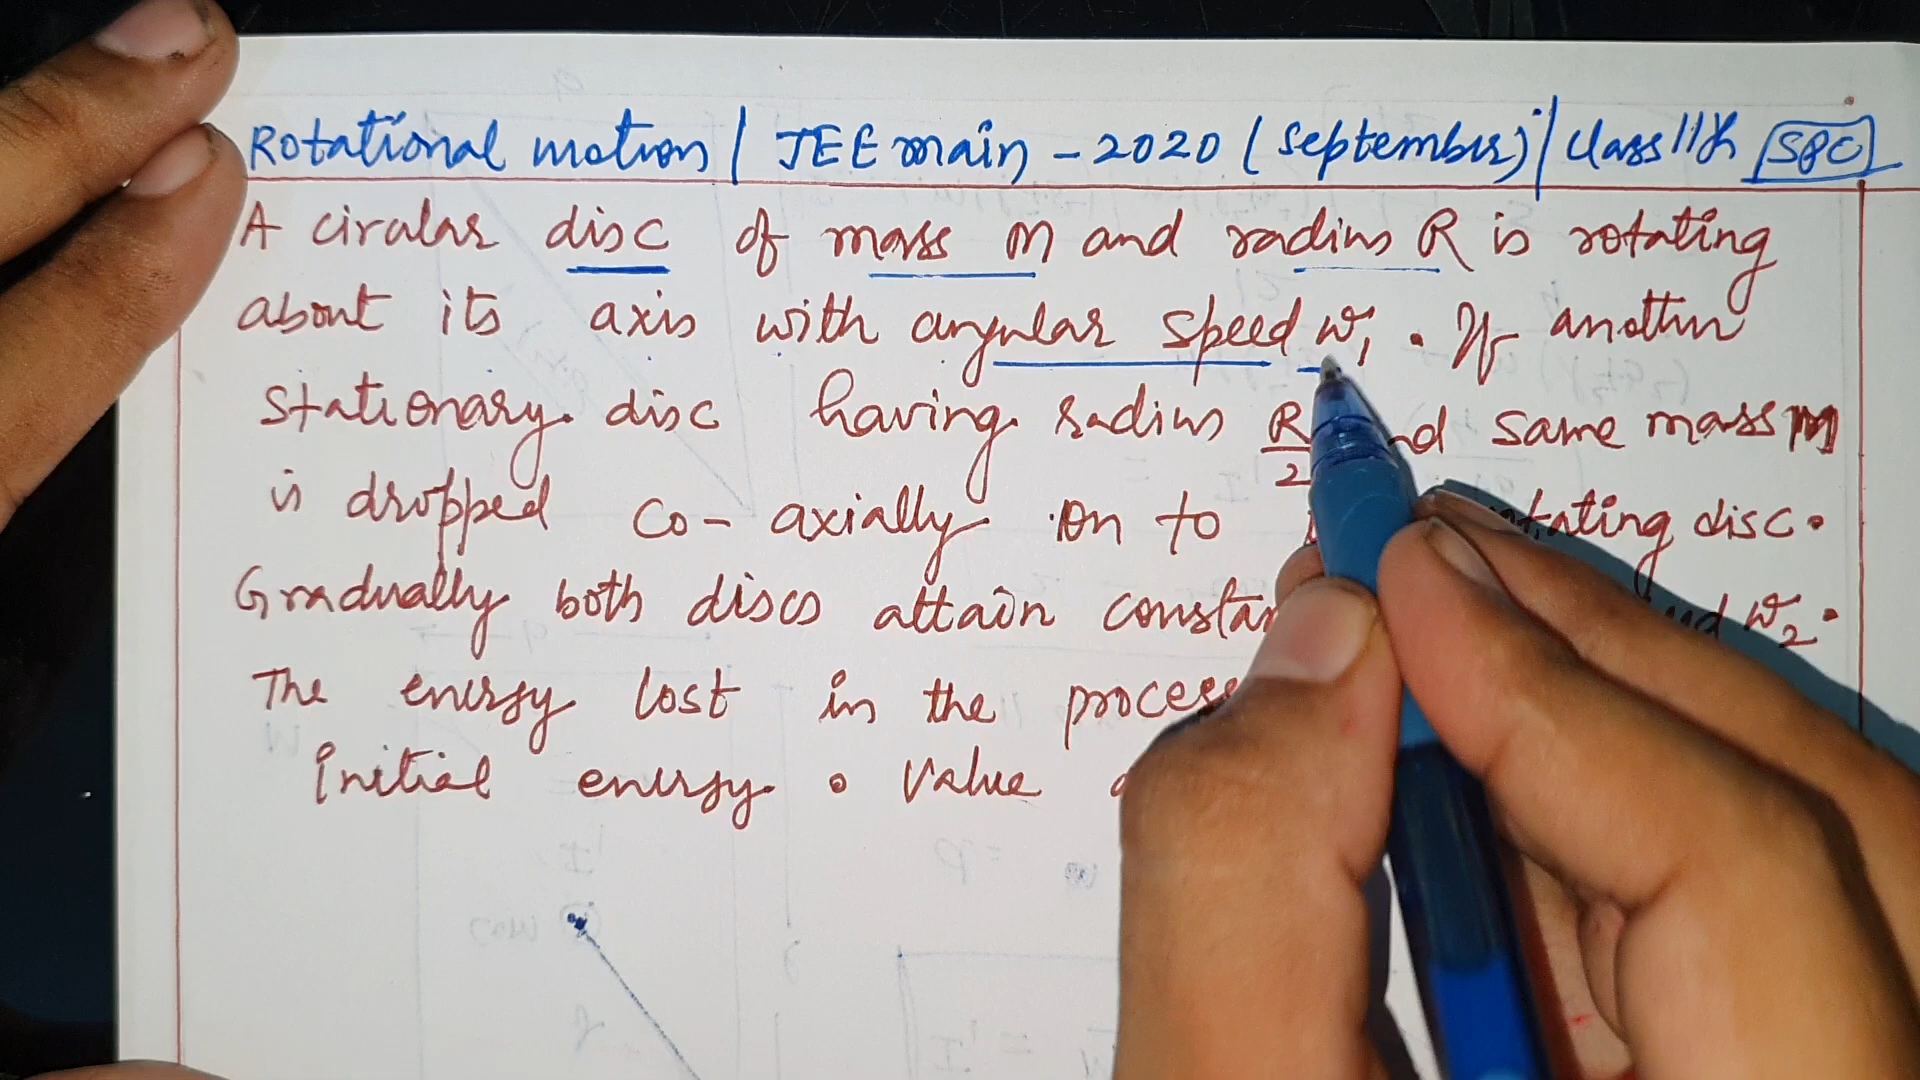 Rotational motion / JEE main - 2020 (September) / class 11th SPC
A circular disc of mass M and radius R is rotating
about its axis with angular speed ω₁. If another
stationary disc having radius R/2 and same mass M
is dropped co-axially on to rotating disc.
Gradually both discs attain ω₂.
The energy lost in the process
initial energy. Value